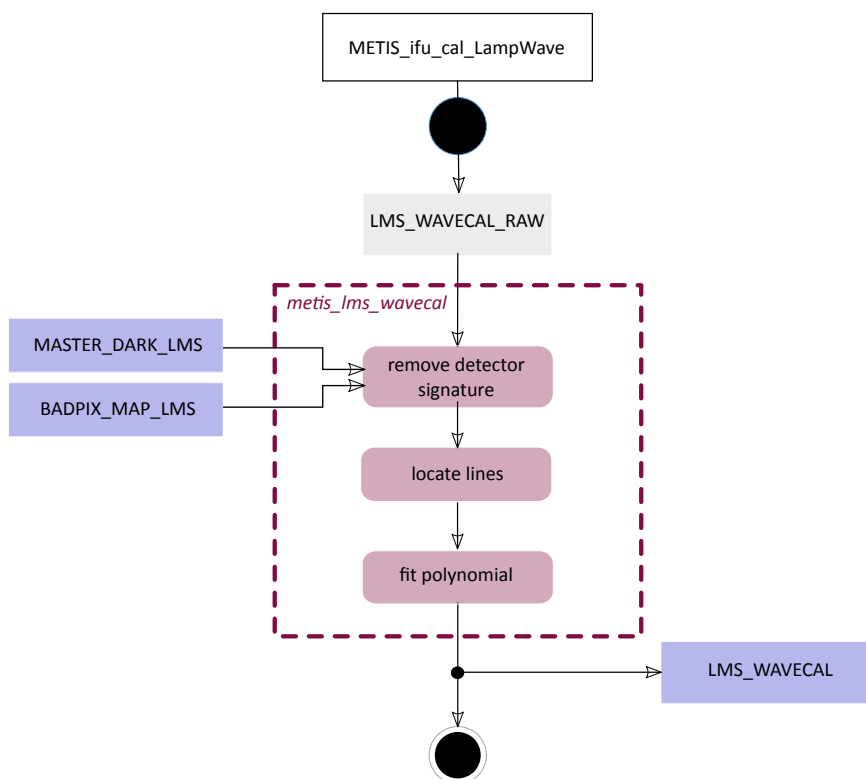 METIS_ifu_cal_LampWave
LMS_WAVECAL_RAW
metis_lms_wavecal
MASTER_DARK_LMS
BADPIX_MAP_LMS
remove detector
signature
locate lines
fit polynomial
LMS_WAVECAL